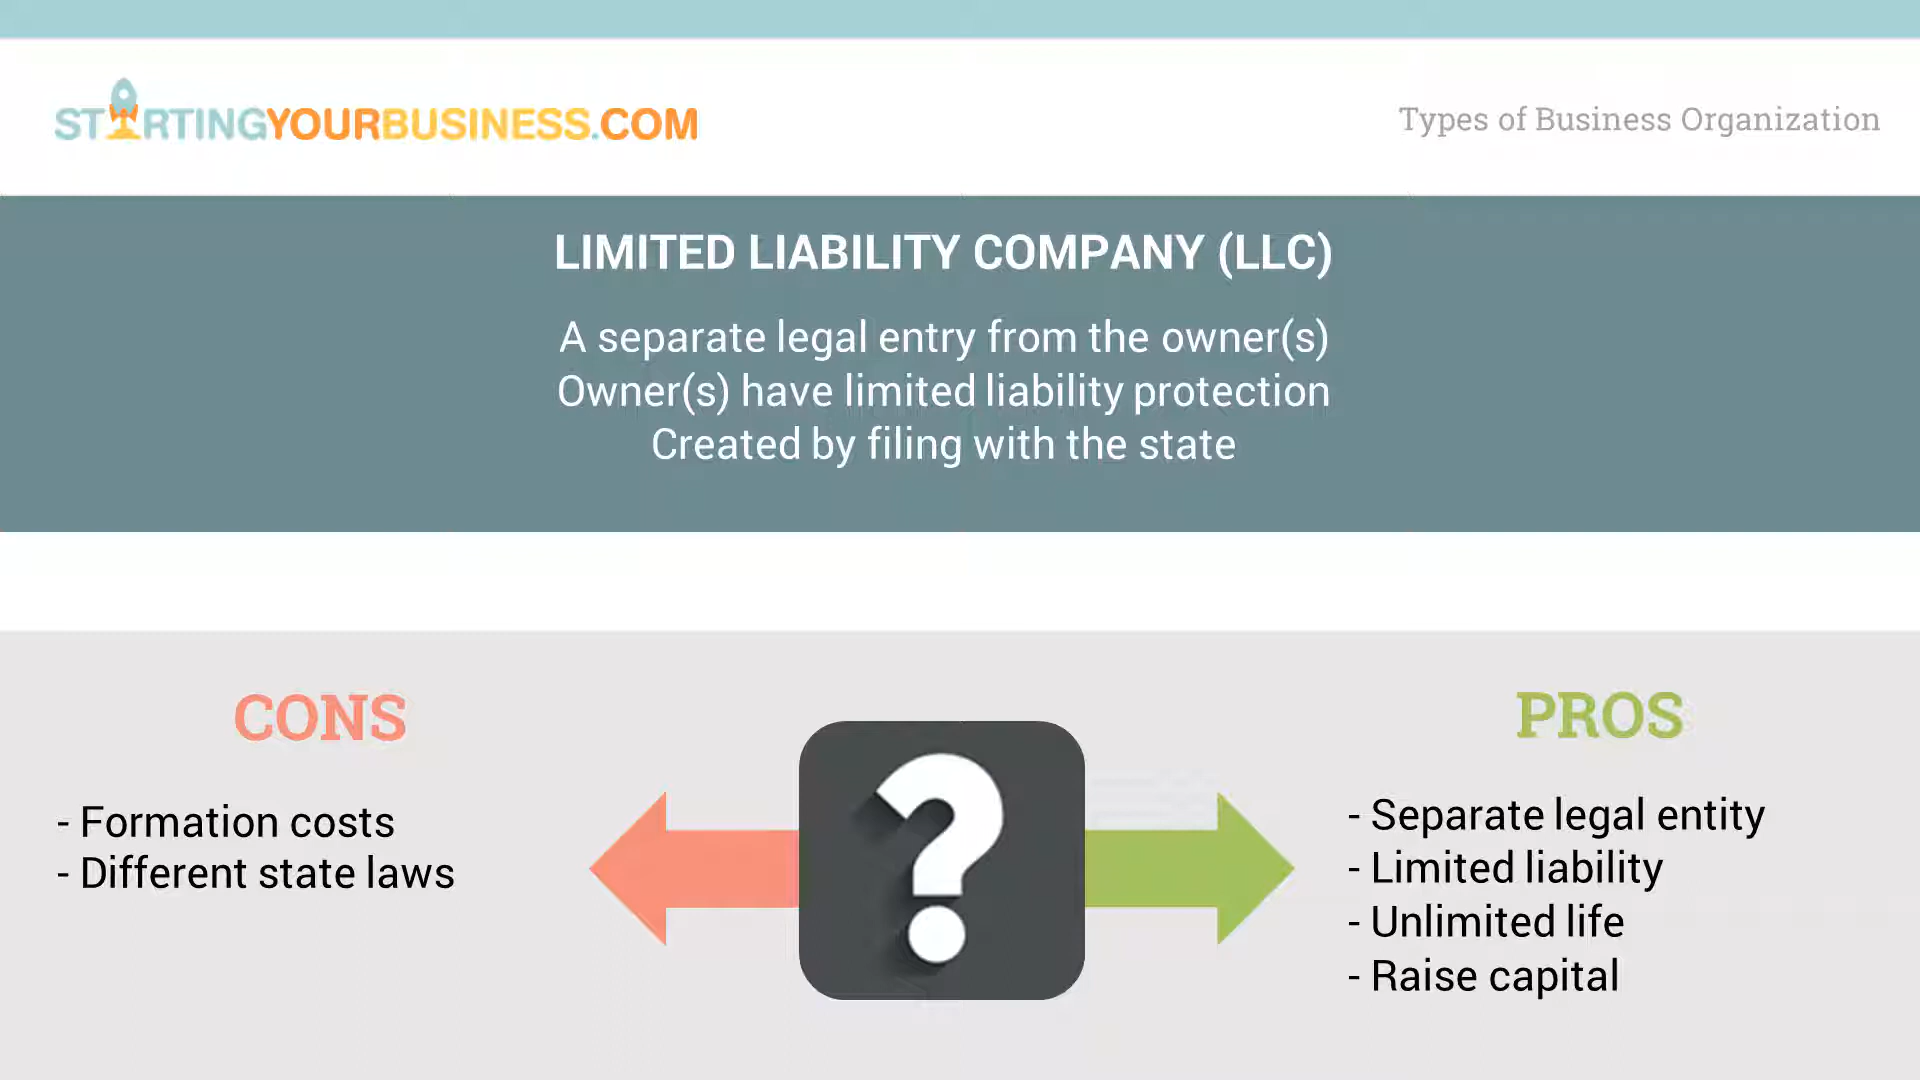 STARTINGYOURBUSINESS.COM
Types of Business Organization
LIMITED LIABILITY COMPANY (LLC)
A separate legal entry from the owner(s)
Owner(s) have limited liability protection
Created by filing with the state
CONS
- Formation costs
- Different state laws
?
PROS
- Separate legal entity
- Limited liability
- Unlimited life
- Raise capital